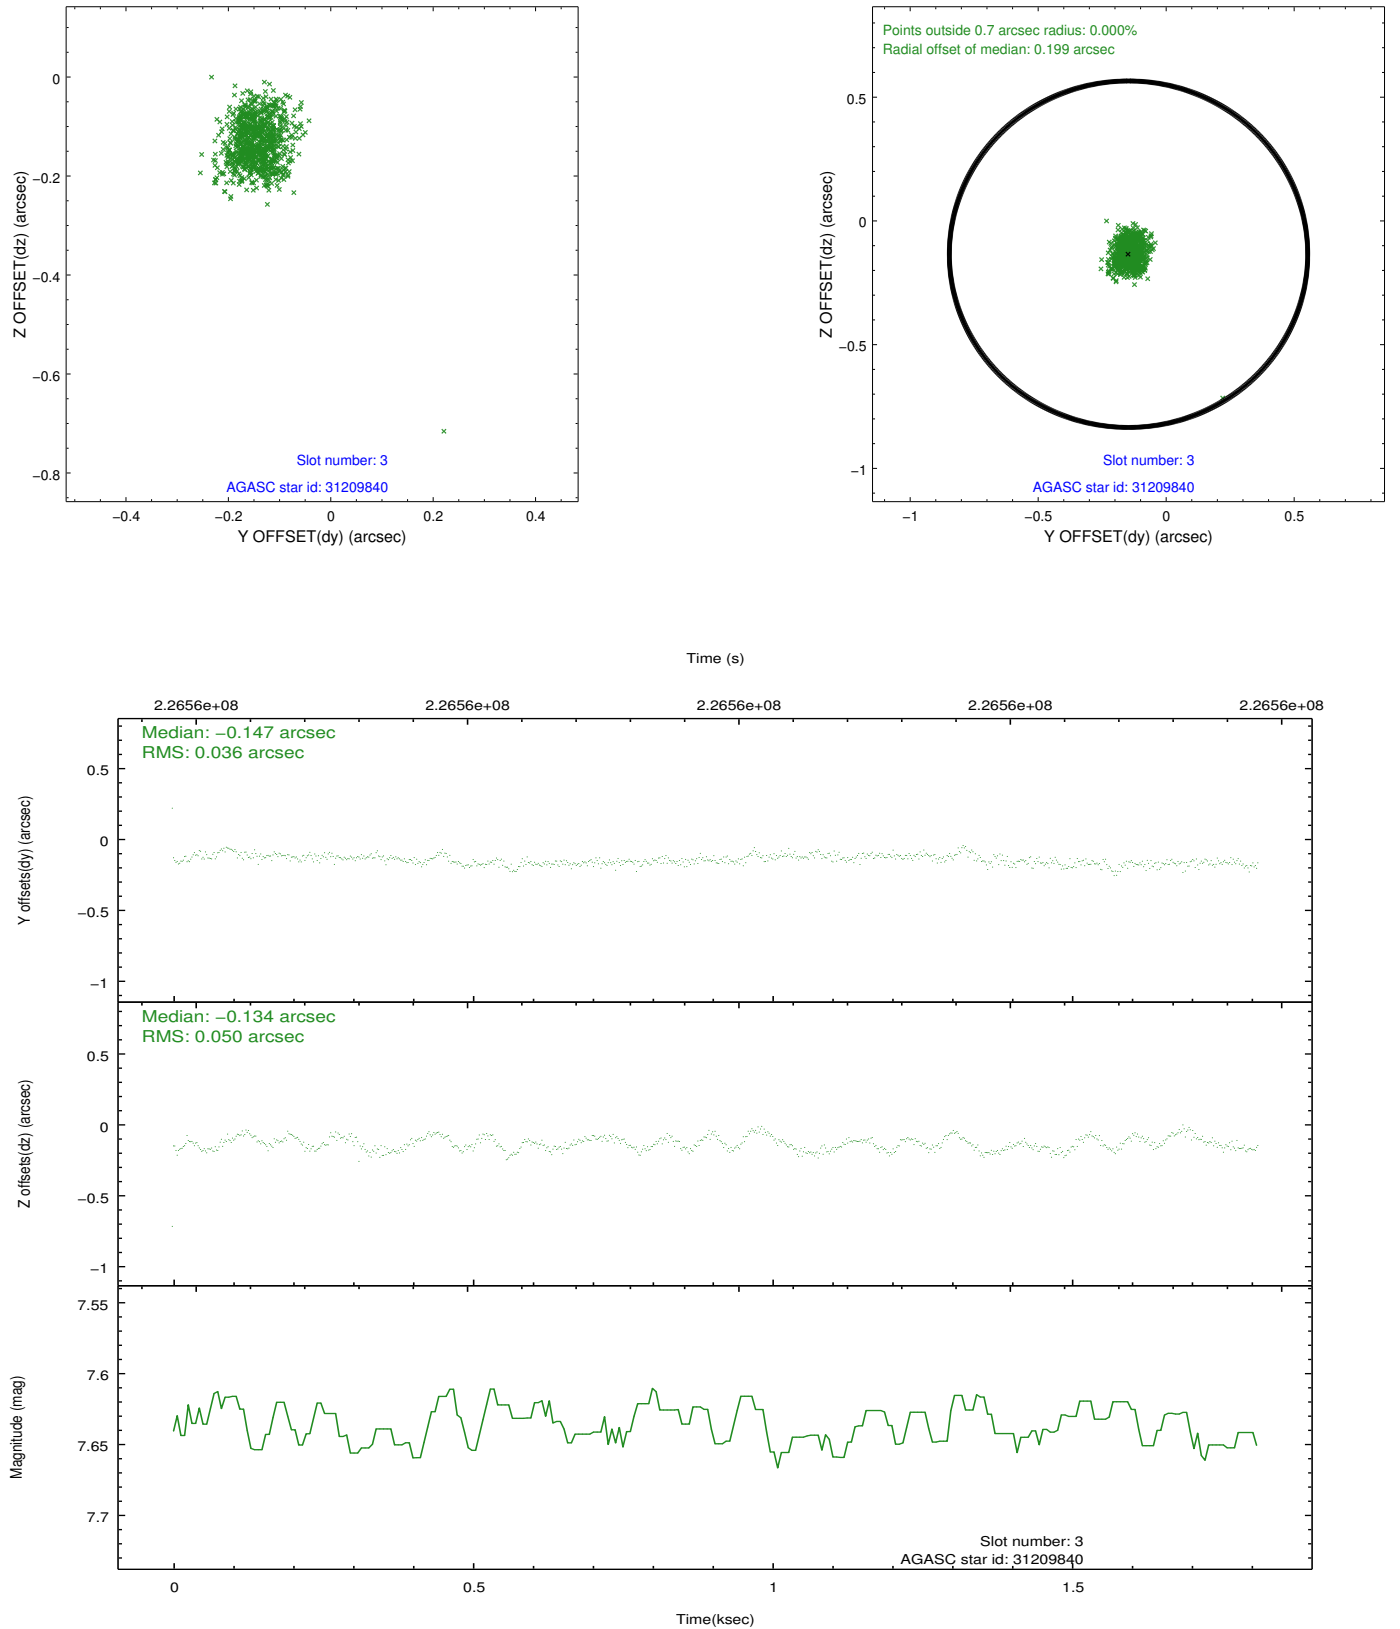 0
−0.2
−0.4
−0.6
−0.8
Z OFFSET(dz) (arcsec)
Slot number: 3
AGASC star id: 31209840
−0.4 −0.2 0 0.2 0.4
Y OFFSET(dy) (arcsec)
Points outside 0.7 arcsec radius: 0.000%
Radial offset of median: 0.199 arcsec
0.5
0
−0.5
−1
Z OFFSET(dz) (arcsec)
Slot number: 3
AGASC star id: 31209840
−1 −0.5 0 0.5
Y OFFSET(dy) (arcsec)
Time (s)
2.2656e+08 2.2656e+08 2.2656e+08 2.2656e+08 2.2656e+08
Median: −0.147 arcsec
RMS: 0.036 arcsec
0.5
0
−0.5
−1
Y offsets(dy) (arcsec)
Median: −0.134 arcsec
RMS: 0.050 arcsec
0.5
0
−0.5
−1
Z offsets(dz) (arcsec)
7.55
7.6
7.65
7.7
Magnitude (mag)
Slot number: 3
AGASC star id: 31209840
0 0.5 1 1.5
Time(ksec)